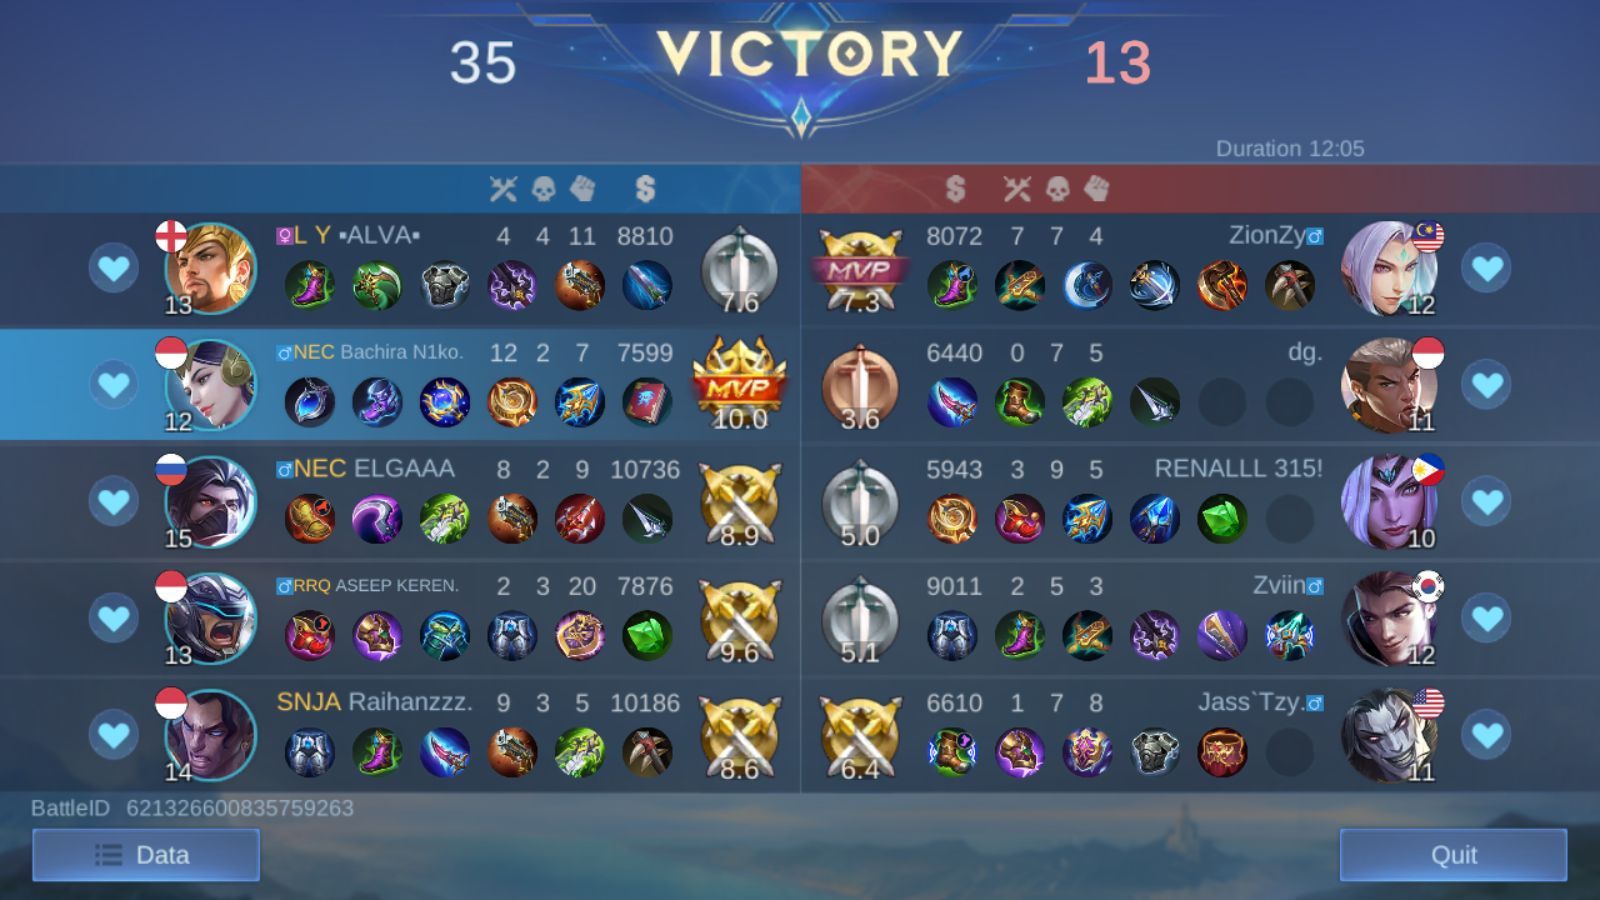 35 VICTORY 13
Duration 12:05
L Y ▪ALVA▪ 4 4 11 8810
13 7.6
MVP 8072 7 7 4 ZionZy
7.3 12
NEC Bachira N1ko. 12 2 7 7599
12 MVP 10.0
6440 0 7 5 dg.
3.6 11
NEC ELGAAA 8 2 9 10736
15 8.9
5943 3 9 5 RENALLL 315!
5.0 10
RRQ ASEEP KEREN. 2 3 20 7876
13 9.6
9011 2 5 3 Zviin
5.1 12
SNJA Raihanzzz. 9 3 5 10186
14 8.6
6610 1 7 8 Jass`Tzy.
6.4 11
BattleID 621326600835759263
Data
Quit